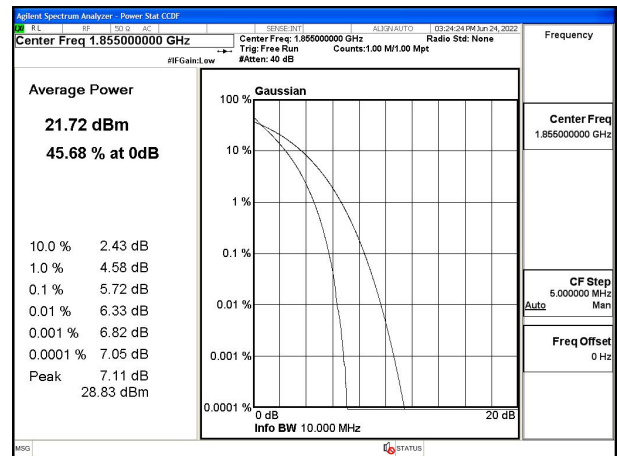 Agilent Spectrum Analyzer - Power Stat CCDF
RL RF 50 Ω AC SENSE:INT ALIGNAUTO 03:24:24 PM Jun 24, 2022
Center Freq 1.855000000 GHz
Center Freq: 1.855000000 GHz Radio Std: None
Trig: Free Run Counts:1.00 M/1.00 Mpt
#IFGain:Low #Atten: 40 dB
Frequency
Average Power
21.72 dBm
45.68 % at 0dB
10.0 % 2.43 dB
1.0 % 4.58 dB
0.1 % 5.72 dB
0.01 % 6.33 dB
0.001 % 6.82 dB
0.0001 % 7.05 dB
Peak 7.11 dB
28.83 dBm
Gaussian
100 %
10 %
1 %
0.1 %
0.01 %
0.001 %
0.0001 %
0 dB 20 dB
Info BW 10.000 MHz
Center Freq
1.855000000 GHz
CF Step
5.000000 MHz
Auto Man
Freq Offset
0 Hz
MSG STATUS